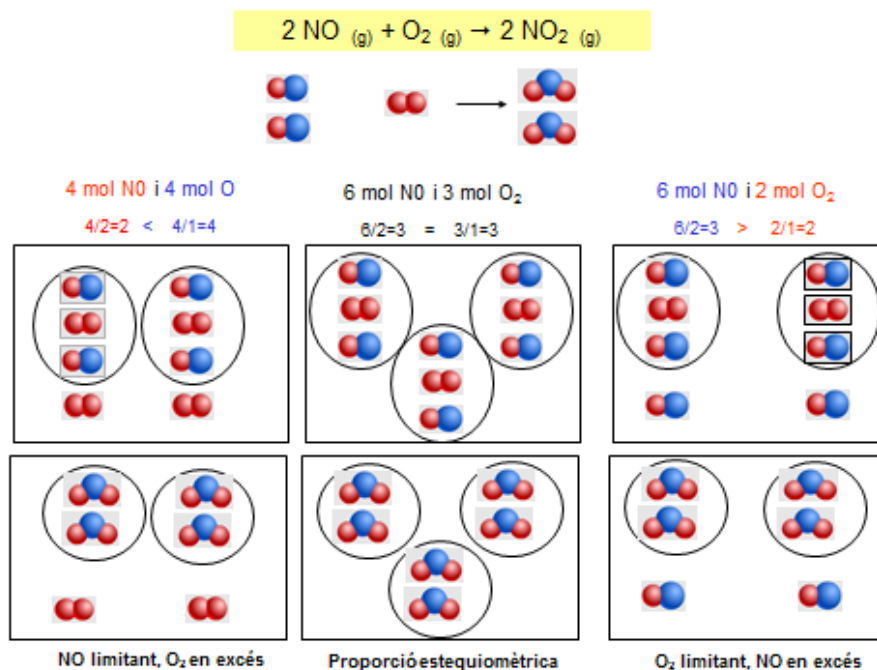 2 NO (g) + O₂ (g) → 2 NO₂ (g)
4 mol N0 i 4 mol O
4/2=2 < 4/1=4
6 mol N0 i 3 mol O₂
6/2=3 = 3/1=3
6 mol N0 i 2 mol O₂
6/2=3 > 2/1=2
NO limitant, O₂ en excés
Proporció estequiomètrica
O₂ limitant, NO en excés